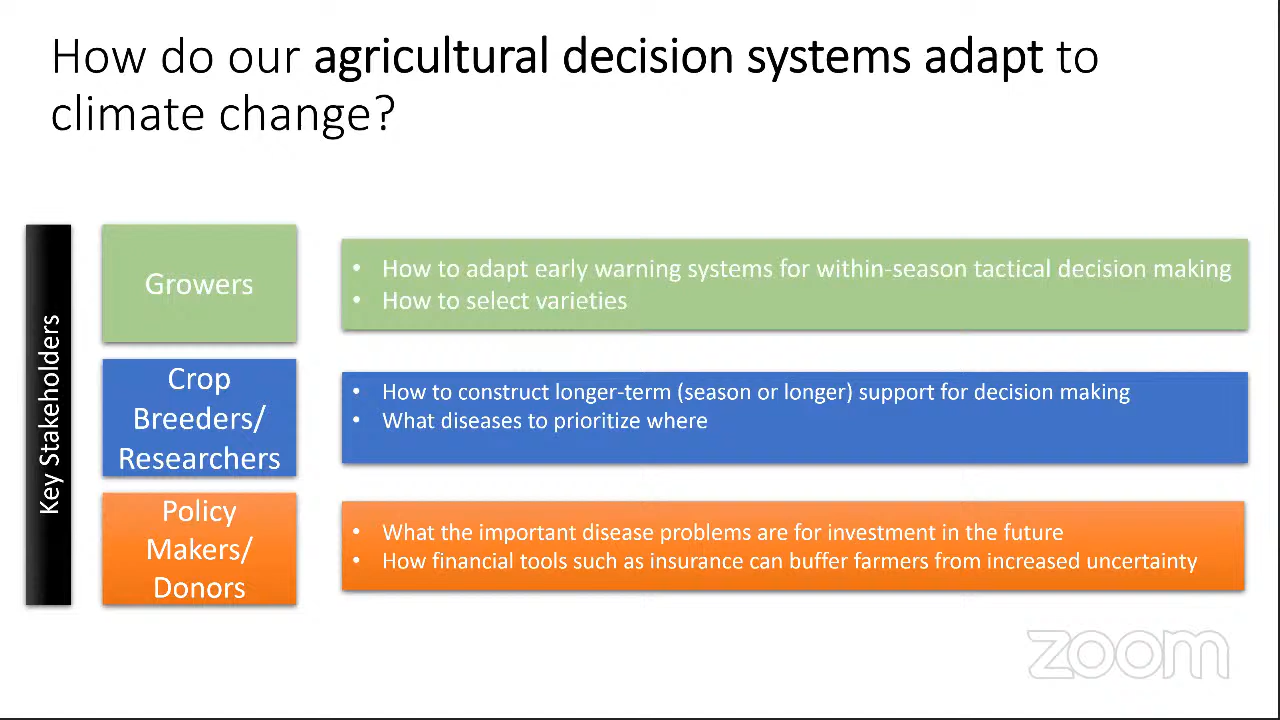 How do our agricultural decision systems adapt to
climate change?
Key Stakeholders
Growers
• How to adapt early warning systems for within-season tactical decision making
• How to select varieties
Crop
Breeders/
Researchers
• How to construct longer-term (season or longer) support for decision making
• What diseases to prioritize where
Policy
Makers/
Donors
• What the important disease problems are for investment in the future
• How financial tools such as insurance can buffer farmers from increased uncertainty
zoom